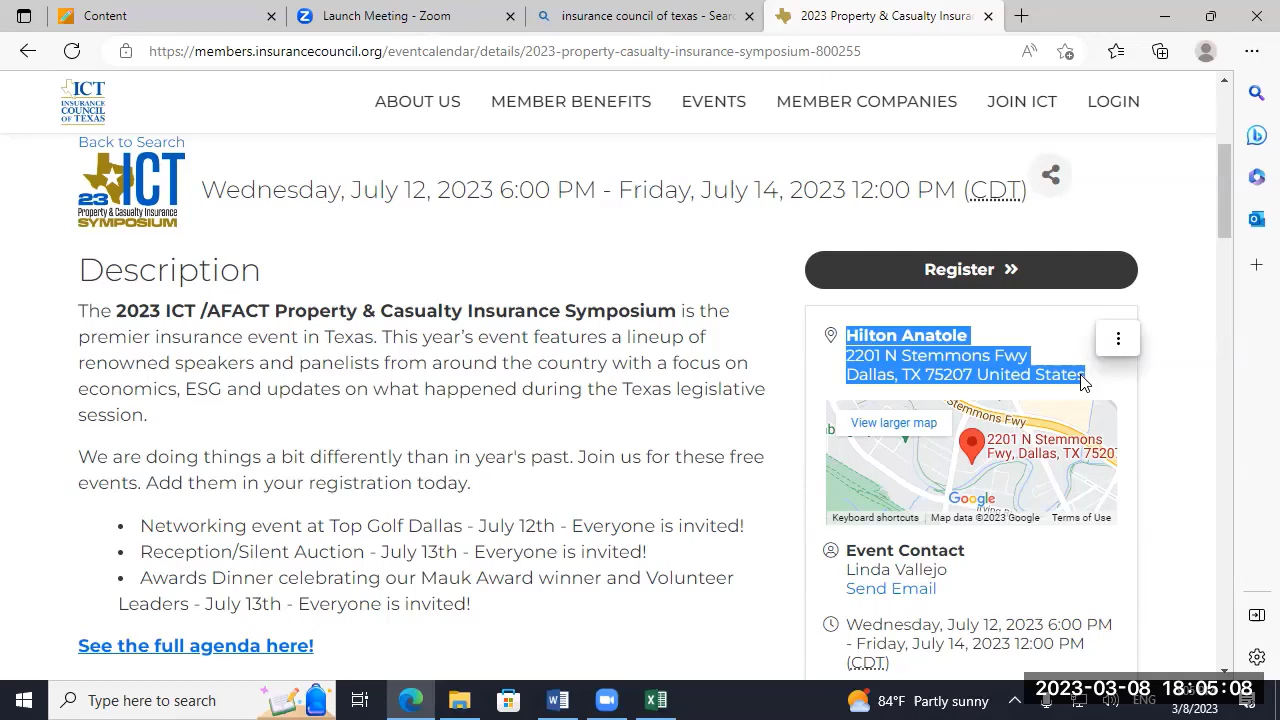 Content
Launch Meeting - Zoom
insurance council of texas - Sear
2023 Property & Casualty Insura
https://members.insurancecouncil.org/eventcalendar/details/2023-property-casualty-insurance-symposium-800255
ICT
INSURANCE
COUNCIL
OF TEXAS
ABOUT US
MEMBER BENEFITS
EVENTS
MEMBER COMPANIES
JOIN ICT
LOGIN
Back to Search
23 ICT
Property & Casualty Insurance
SYMPOSIUM
Wednesday, July 12, 2023 6:00 PM - Friday, July 14, 2023 12:00 PM (CDT)
Description
Register »
The 2023 ICT /AFACT Property & Casualty Insurance Symposium is the
premier insurance event in Texas. This year's event features a lineup of
renowned speakers and panelists from around the country with a focus on
economics, ESG and updates on what happened during the Texas legislative
session.
We are doing things a bit differently than in year's past. Join us for these free
events. Add them in your registration today.
• Networking event at Top Golf Dallas - July 12th - Everyone is invited!
• Reception/Silent Auction - July 13th - Everyone is invited!
• Awards Dinner celebrating our Mauk Award winner and Volunteer
Leaders - July 13th - Everyone is invited!
See the full agenda here!
Hilton Anatole
2201 N Stemmons Fwy
Dallas, TX 75207 United States
View larger map
Stemmons Fwy
2201 N Stemmons
Fwy, Dallas, TX 75207
Google
Keyboard shortcuts
Map data ©2023 Google
Terms of Use
Event Contact
Linda Vallejo
Send Email
Wednesday, July 12, 2023 6:00 PM
- Friday, July 14, 2023 12:00 PM
(CDT)
Type here to search
84°F Partly sunny
ENG
2023-03-08 18:05:08
3/8/2023